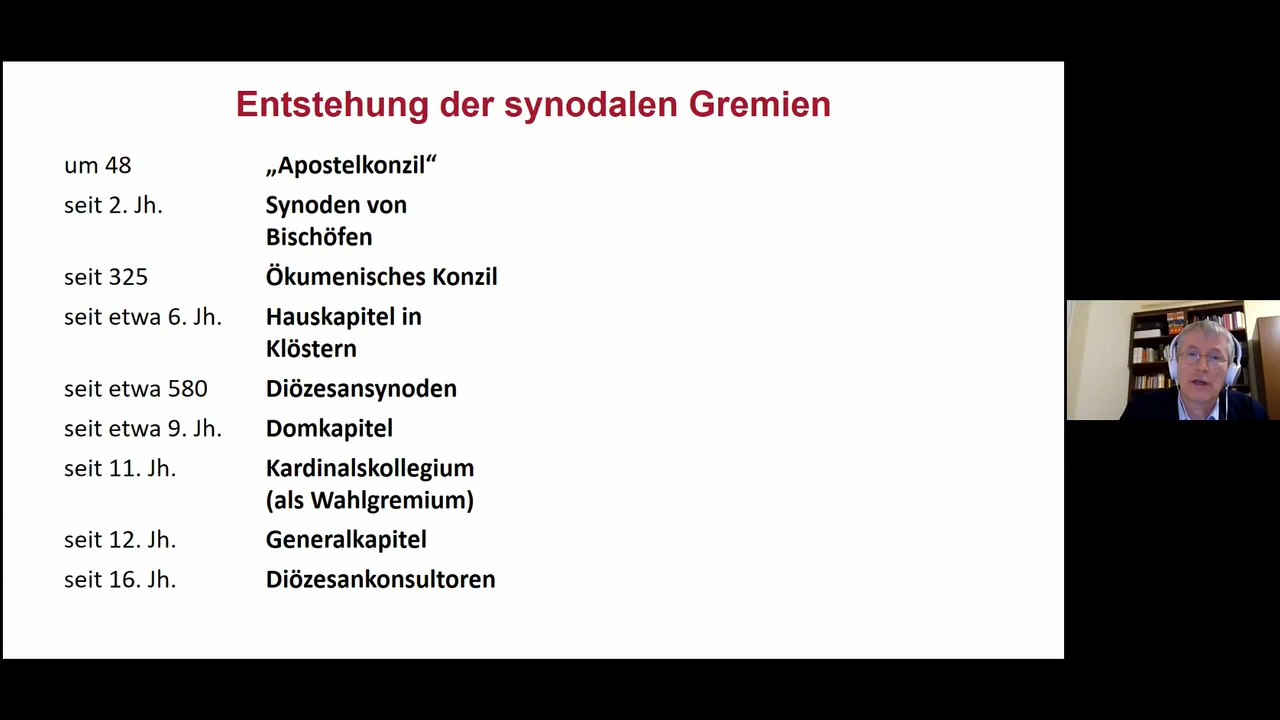 Entstehung der synodalen Gremien
um 48 „Apostelkonzil“
seit 2. Jh. Synoden von
Bischöfen
seit 325 Ökumenisches Konzil
seit etwa 6. Jh. Hauskapitel in
Klöstern
seit etwa 580 Diözesansynoden
seit etwa 9. Jh. Domkapitel
seit 11. Jh. Kardinalskollegium
(als Wahlgremium)
seit 12. Jh. Generalkapitel
seit 16. Jh. Diözesankonsultoren